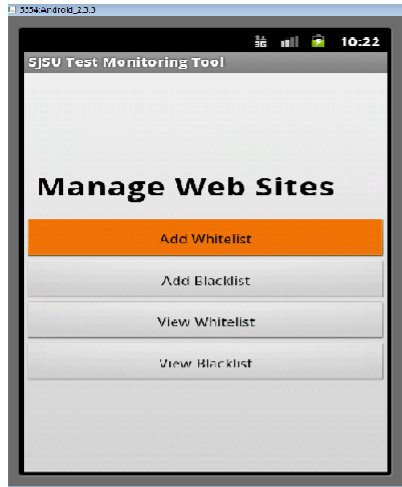 5554:Android_2.3.3
3G 10:22
SJSU Test Monitoring Tool
Manage Web Sites
Add Whitelist
Add Blacklist
View Whitelist
View Blacklist